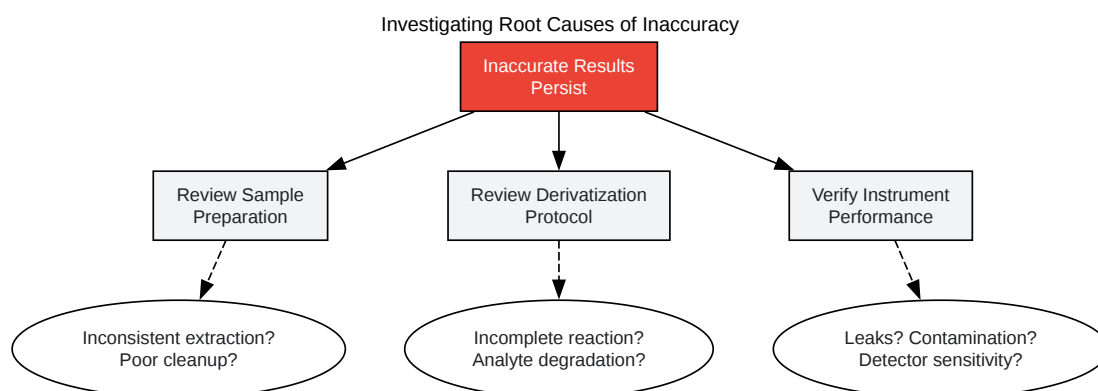 Investigating Root Causes of Inaccuracy
Inaccurate Results
Persist
Review Sample
Preparation
Review Derivatization
Protocol
Verify Instrument
Performance
Inconsistent extraction?
Poor cleanup?
Incomplete reaction?
Analyte degradation?
Leaks? Contamination?
Detector sensitivity?